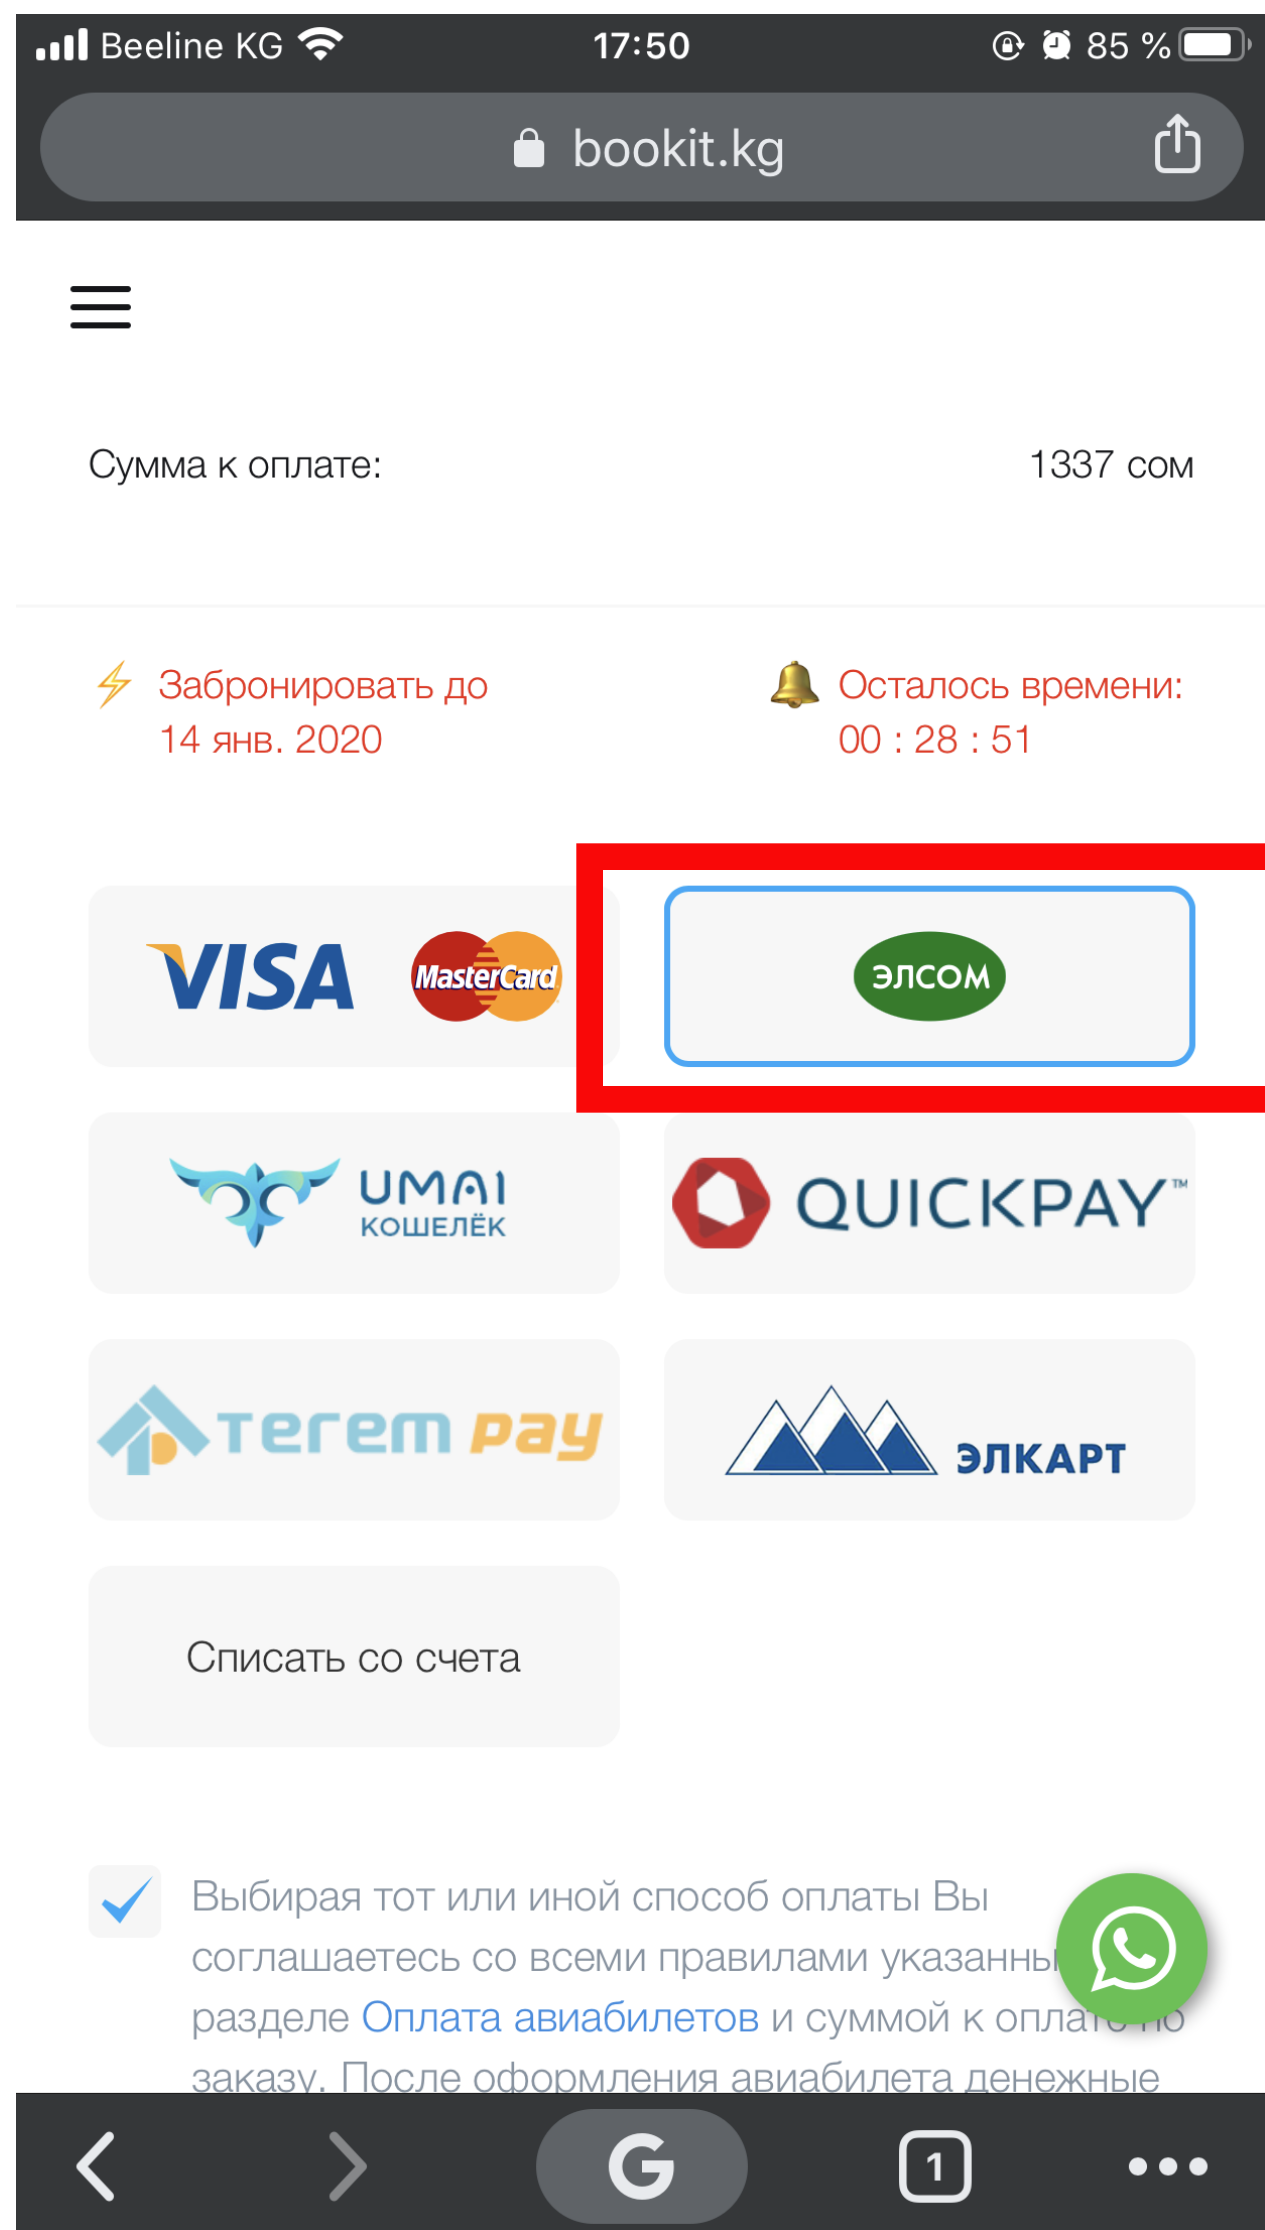 Beeline KG 17:50 85 %
bookit.kg
Сумма к оплате: 1337 сом
Забронировать до
14 янв. 2020
Осталось времени:
00 : 28 : 51
VISA MasterCard
ЭЛСОМ
UMAI
КОШЕЛЁК
QUICKPAY™
Terem pay
ЭЛКАРТ
Списать со счета
Выбирая тот или иной способ оплаты Вы
соглашаетесь со всеми правилами
разделе Оплата авиабилетов и суммой к оплате по
заказу. После оформления авиабилета денежные
G 1